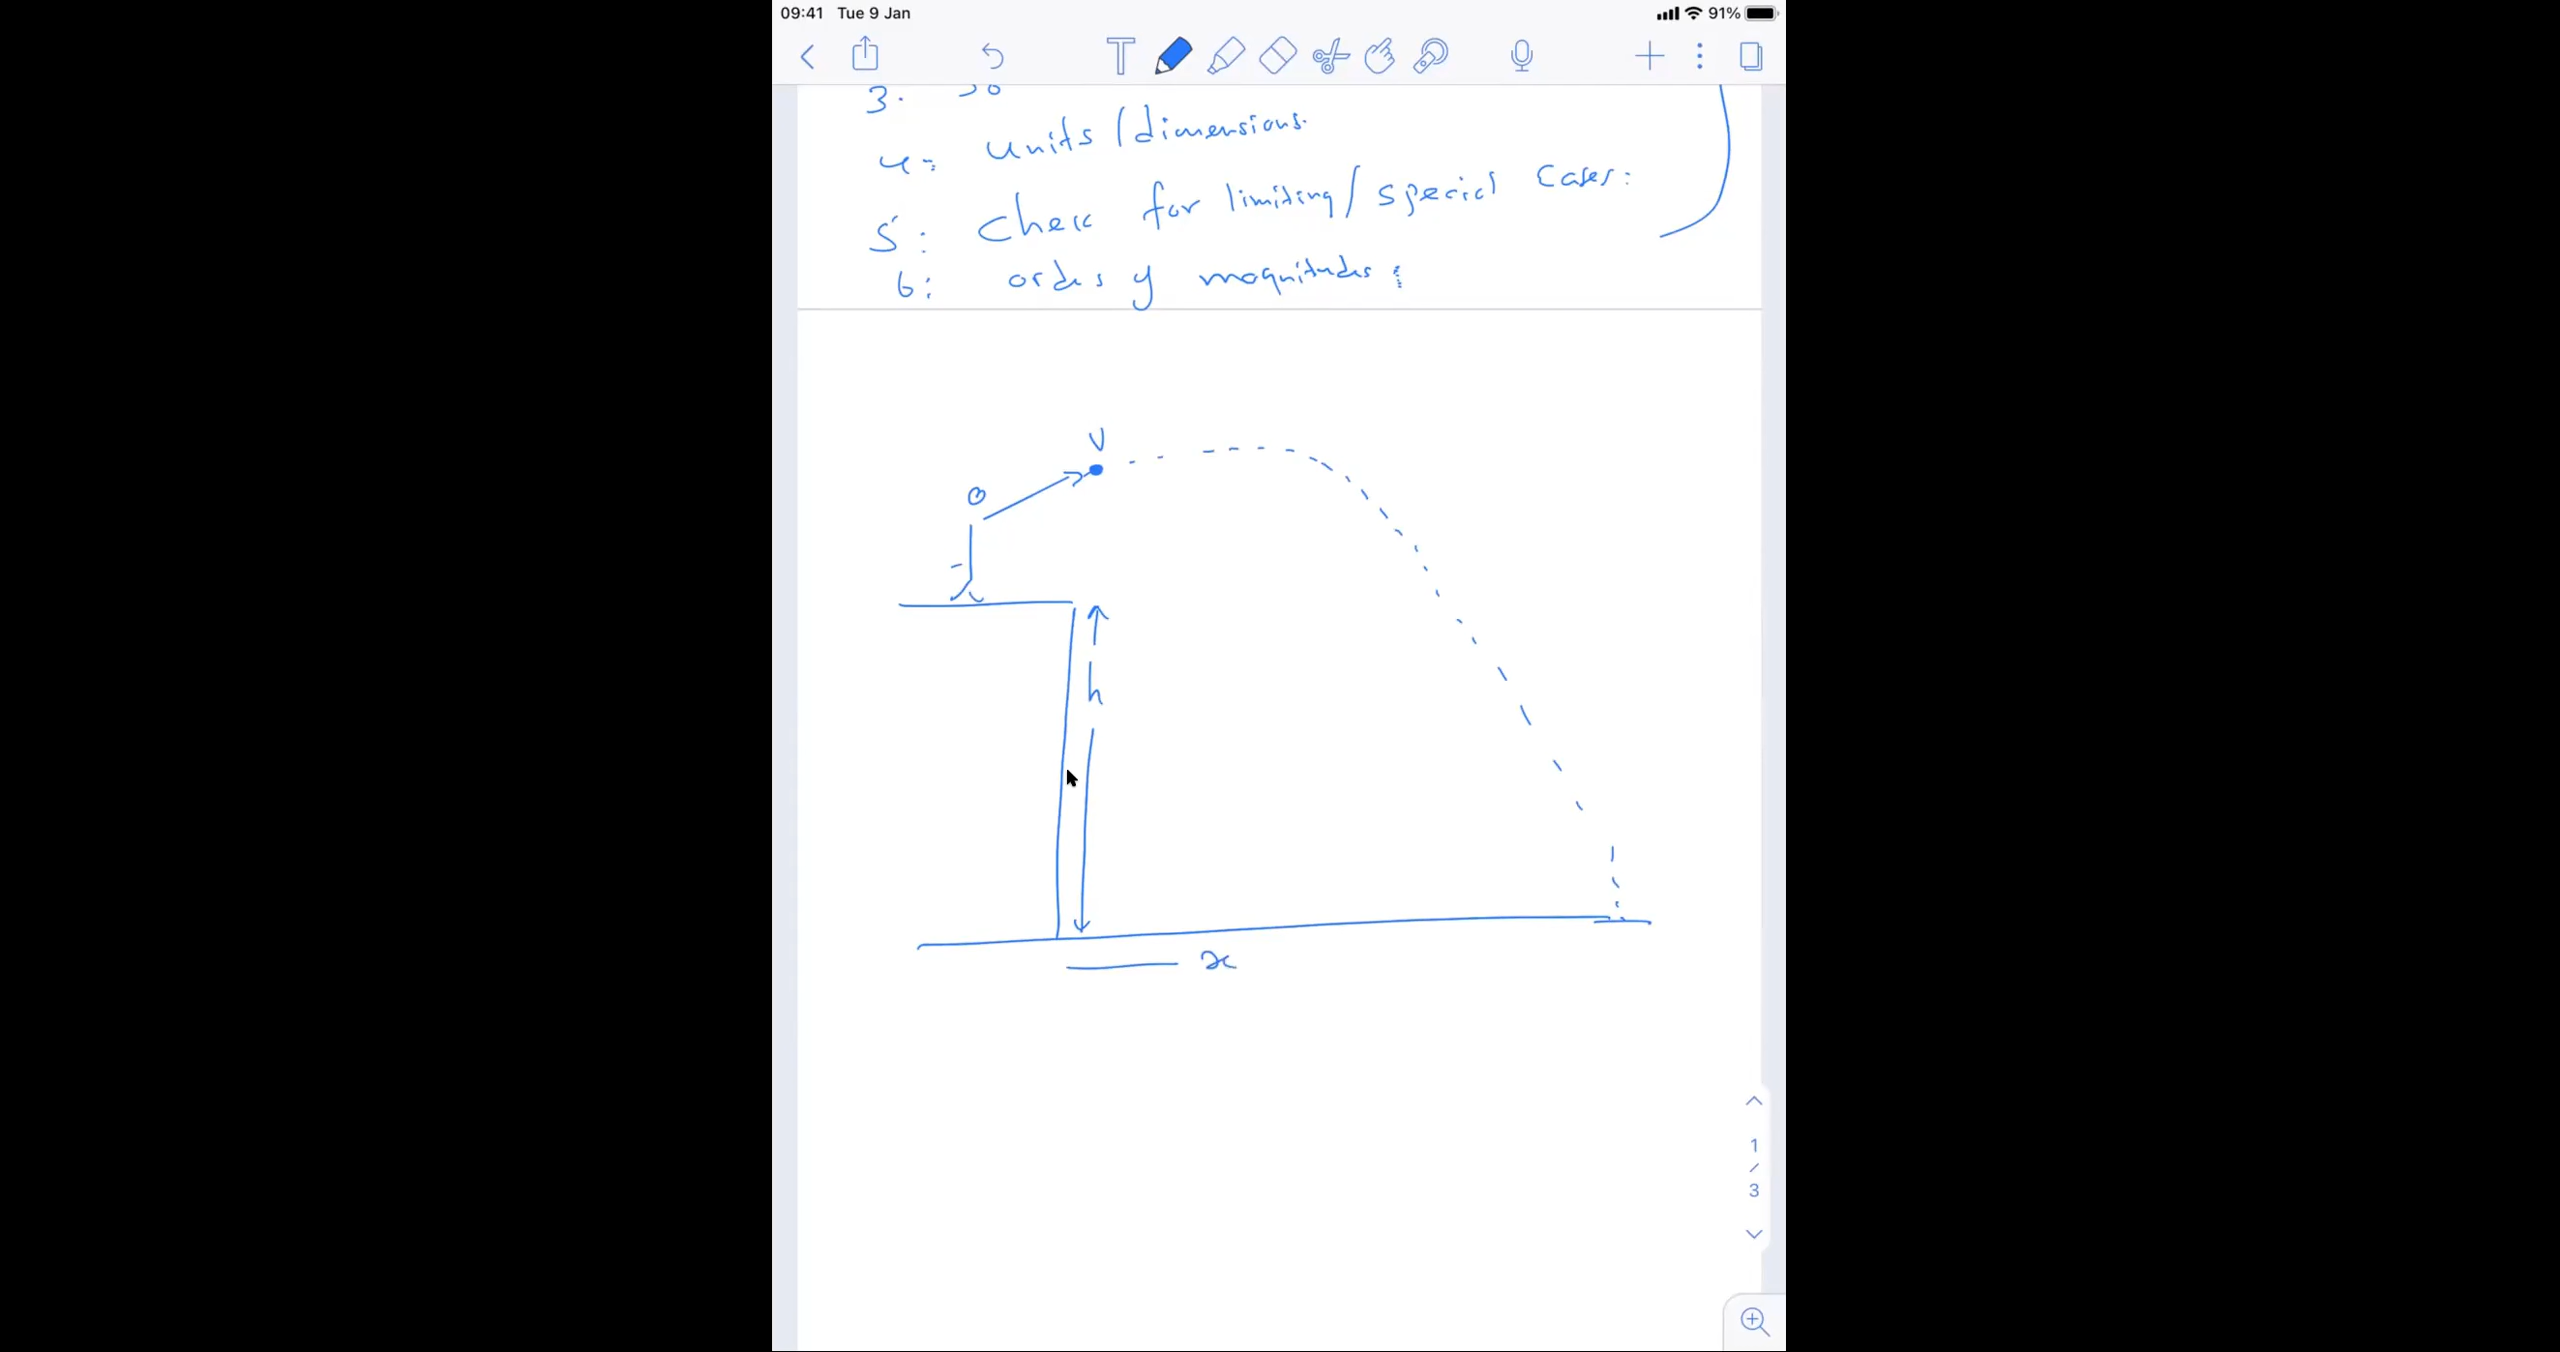 09:41 Tue 9 Jan
91%
3.
4: units/dimensions.
5: Check for limiting/special cases:
6: orders of magnitudes:
V
h
x
1
/
3